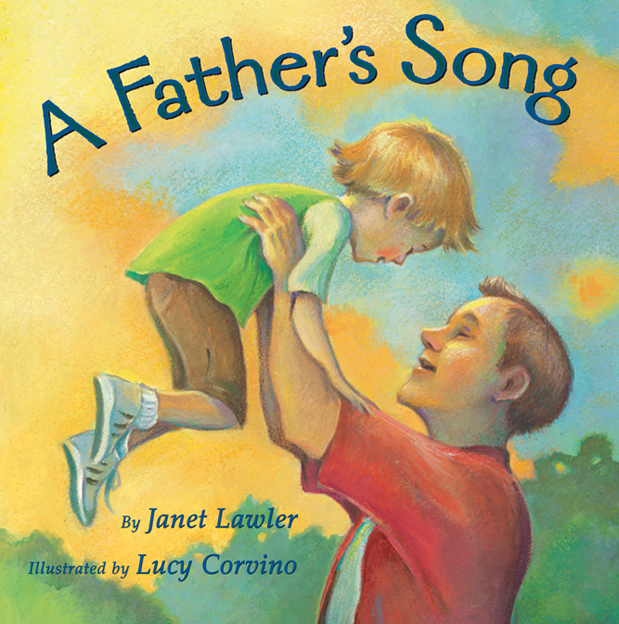 A Father's Song
By Janet Lawler
Illustrated by Lucy Corvino